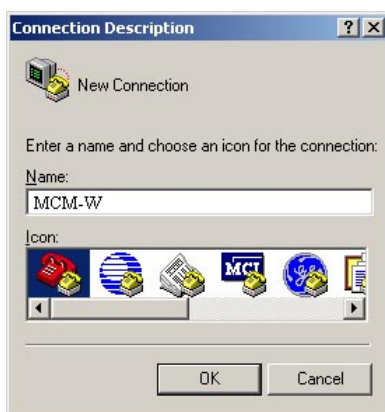 Connection Description
New Connection
Enter a name and choose an icon for the connection:
Name:
MCM-W
Icon:
MCI
OK
Cancel